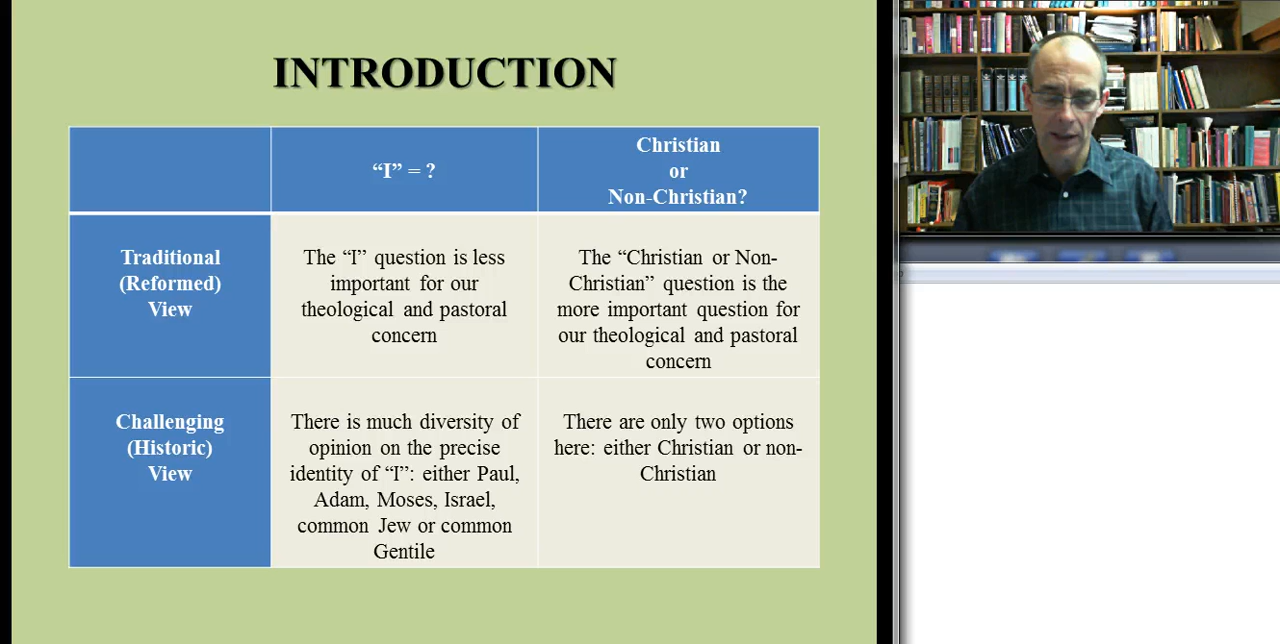 INTRODUCTION
“I” = ?
Christian
or
Non-Christian?
Traditional
(Reformed)
View
The “I” question is less
important for our
theological and pastoral
concern
The “Christian or Non-
Christian” question is the
more important question for
our theological and pastoral
concern
Challenging
(Historic)
View
There is much diversity of
opinion on the precise
identity of “I”: either Paul,
Adam, Moses, Israel,
common Jew or common
Gentile
There are only two options
here: either Christian or non-
Christian